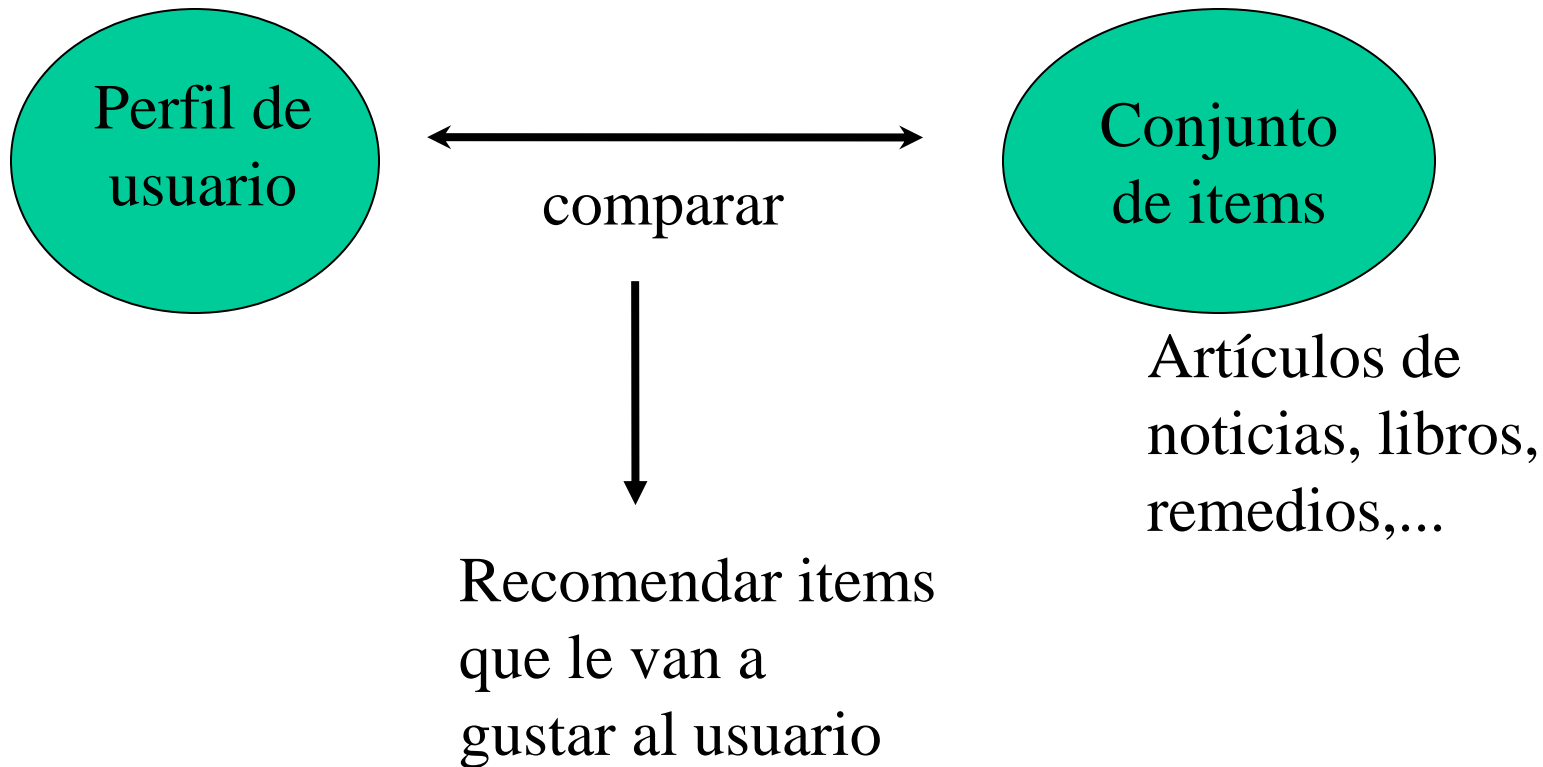 Perfil de
usuario
comparar
Conjunto
de items
Artículos de
noticias, libros,
remedios,...
Recomendar items
que le van a
gustar al usuario